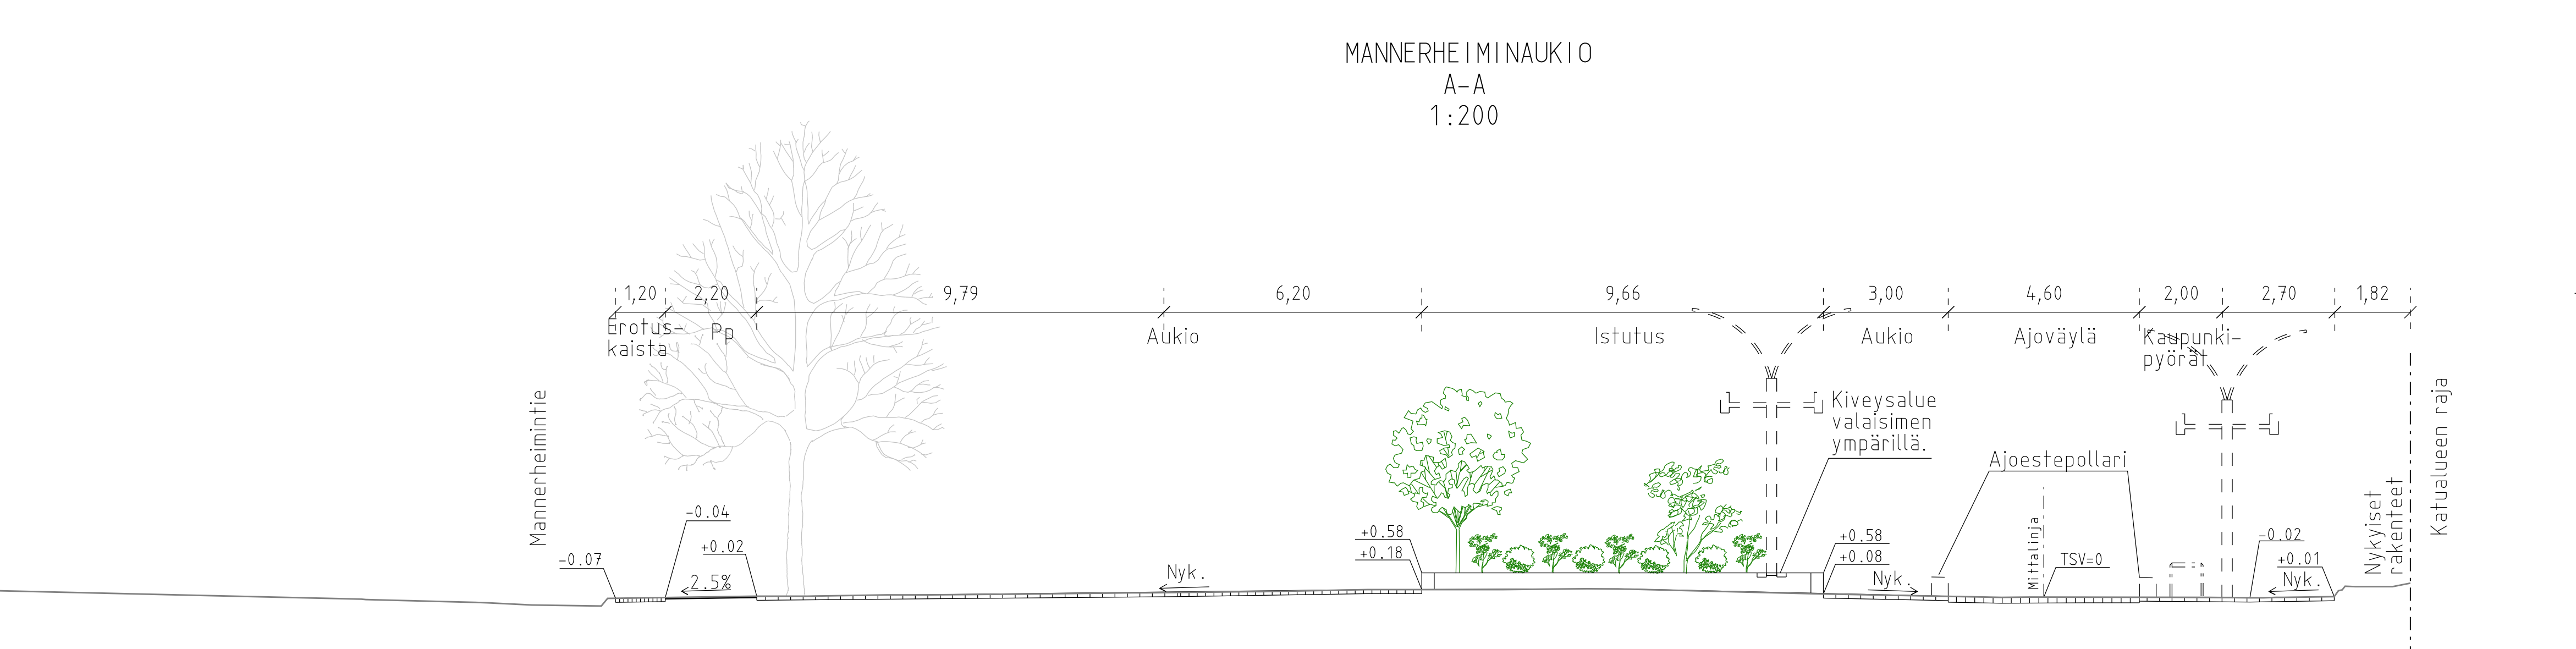 MANNERHEIMINAUKIO
A-A
1:200
1,20
2,20
9,79
6,20
9,66
3,00
4,60
2,00
2,70
1,82
Erotus-
kaista
Pp
Aukio
Istutus
Aukio
Ajoväylä
Kaupunki-
pyörät
Mannerheimintie
Kiveysalue
valaisimen
ympärillä.
Ajoestepollari
Nykyiset
rakenteet
Katualueen raja
-0.07
-0.04
+0.02
2.5%
Nyk.
+0.58
+0.18
+0.58
+0.08
Nyk.
Mittalinja
TSV=0
-0.02
+0.01
Nyk.